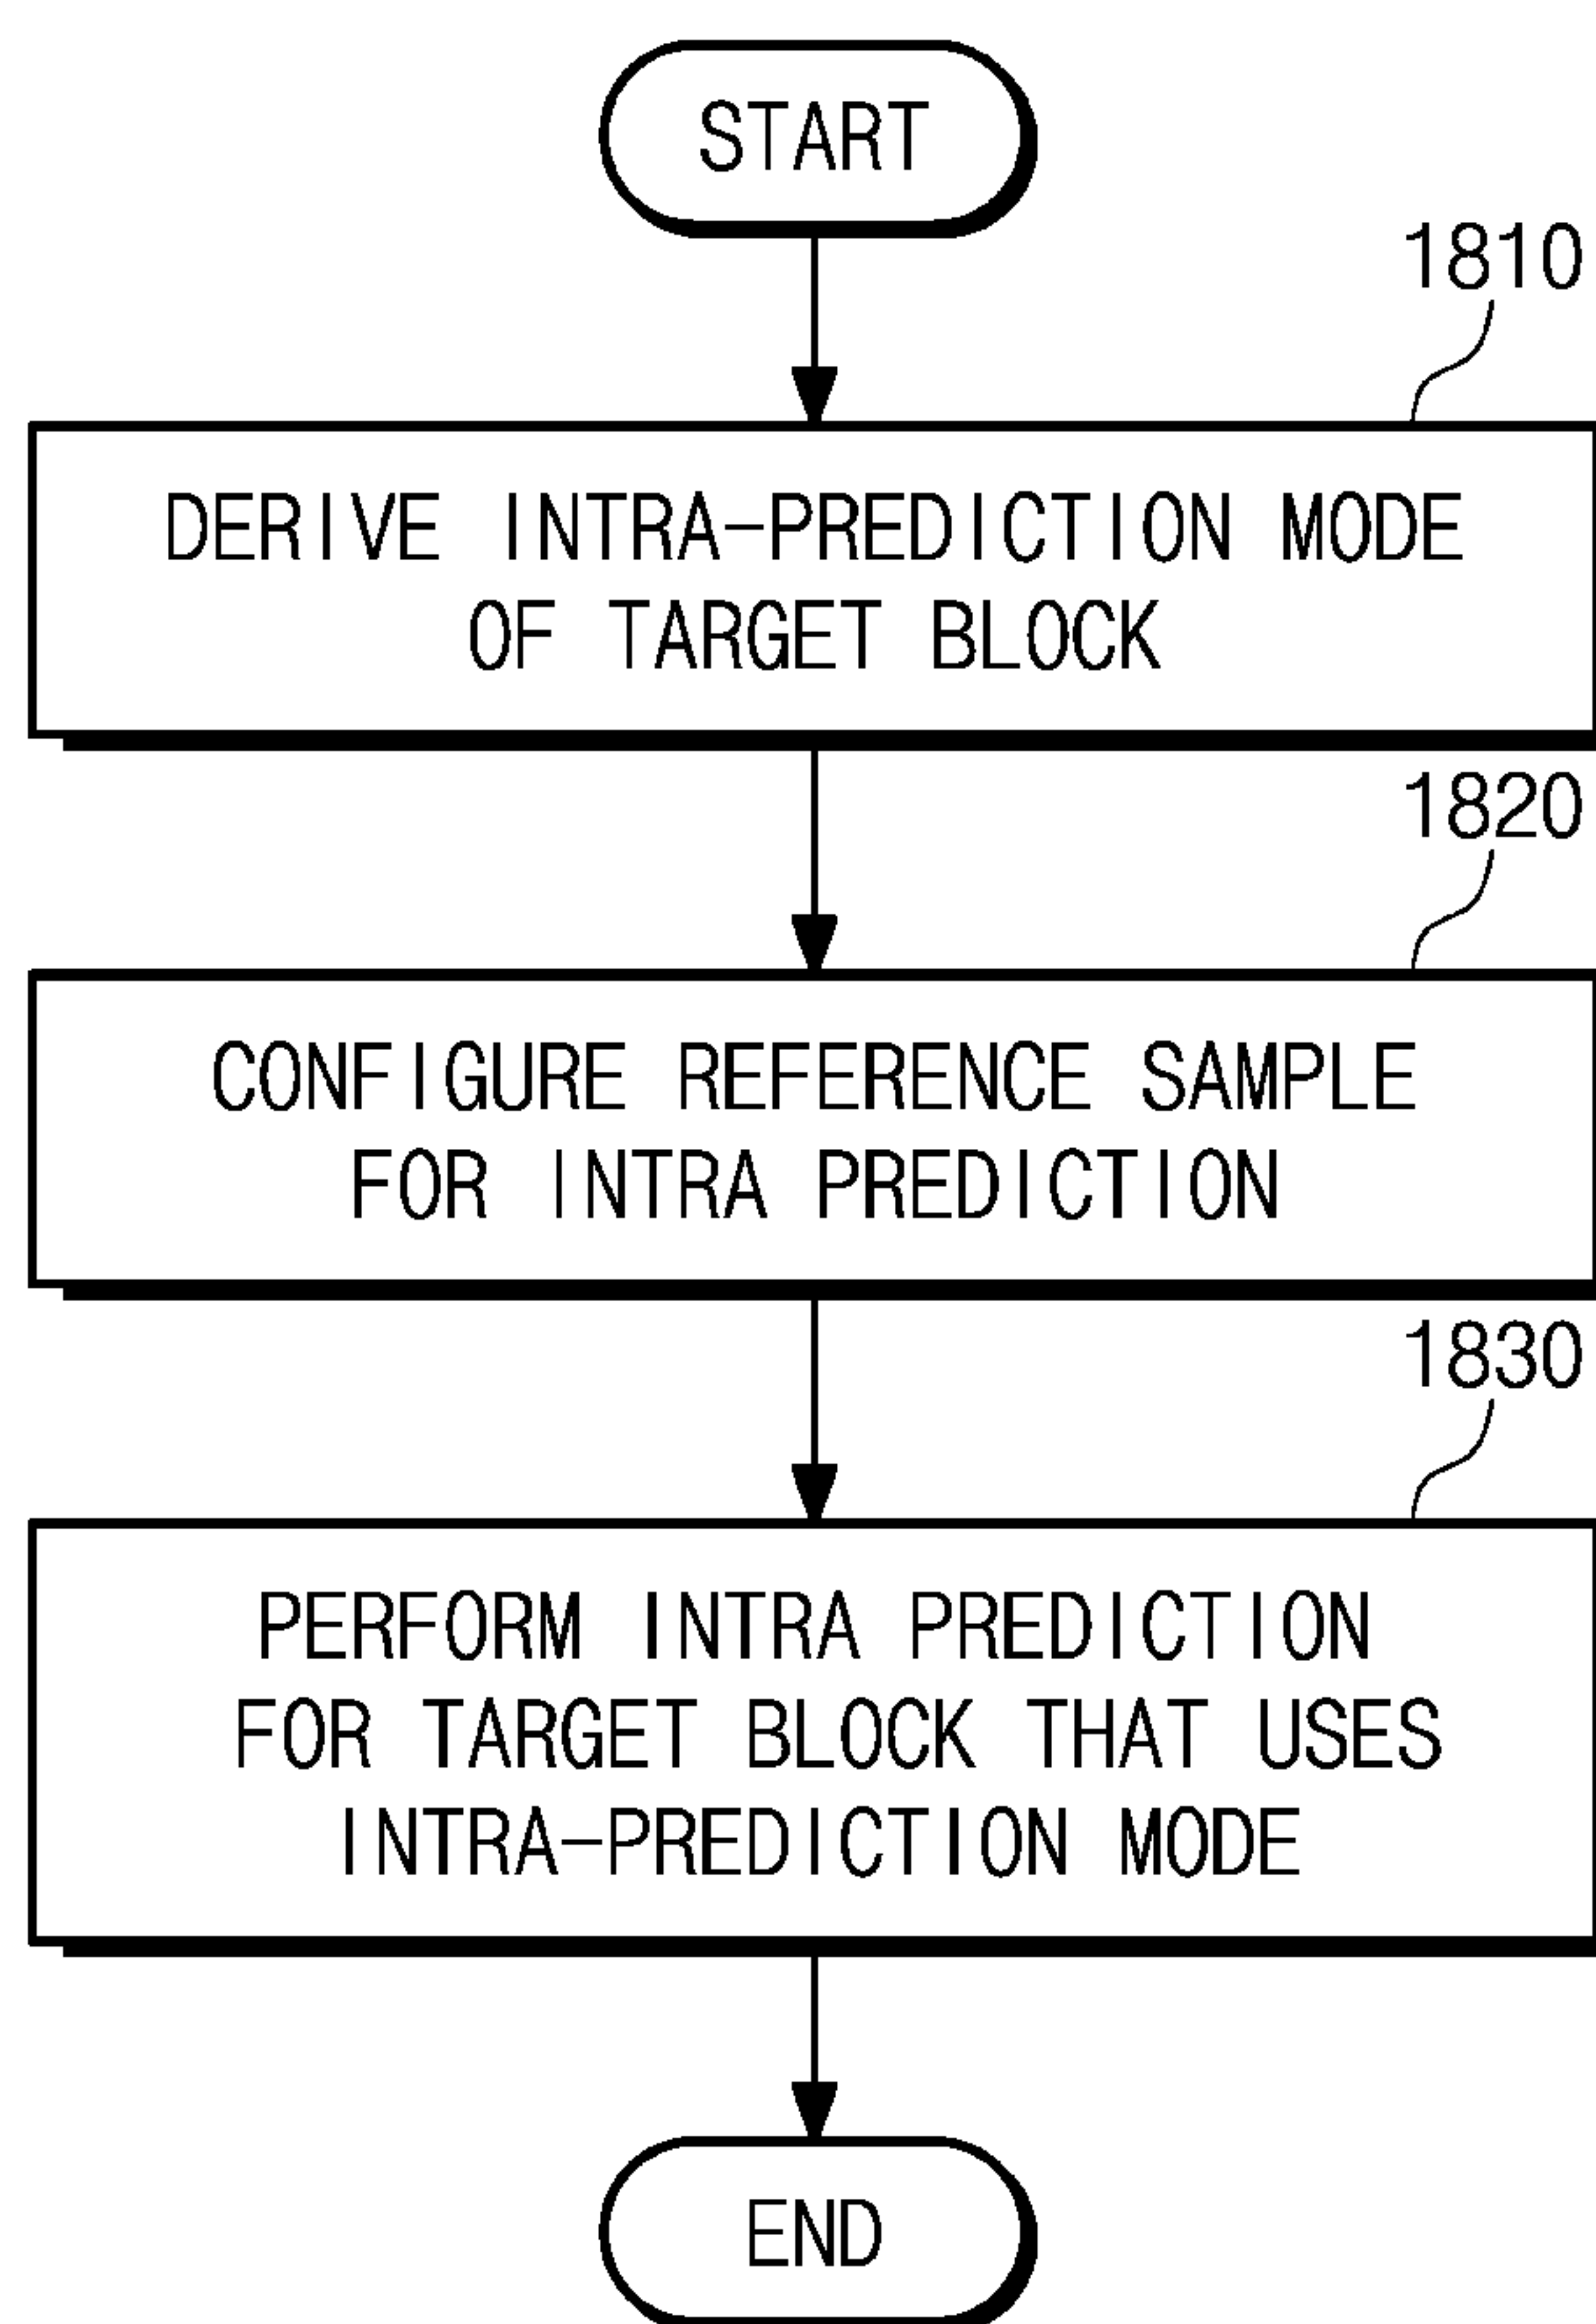 START
1810
DERIVE INTRA-PREDICTION MODE
OF TARGET BLOCK
1820
CONFIGURE REFERENCE SAMPLE
FOR INTRA PREDICTION
1830
PERFORM INTRA PREDICTION
FOR TARGET BLOCK THAT USES
INTRA-PREDICTION MODE
END